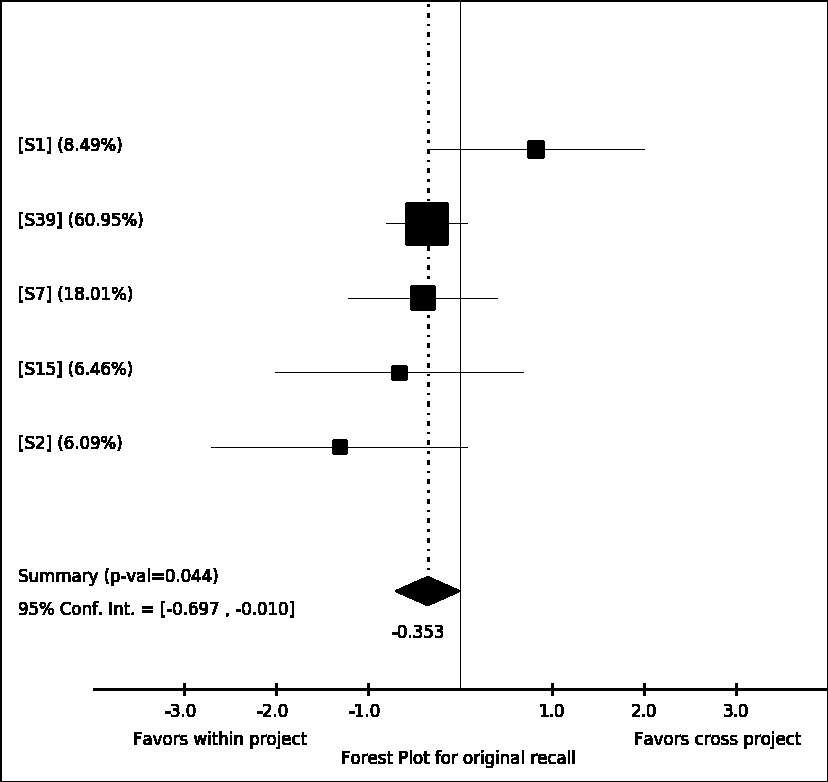 [S1] (8.49%)
[S39] (60.95%)
[S7] (18.01%)
[S15] (6.46%)
[S2] (6.09%)
Summary (p-val=0.044)
95% Conf. Int. = [-0.697 , -0.010]
-0.353
-3.0 -2.0 -1.0 1.0 2.0 3.0
Favors within project Favors cross project
Forest Plot for original recall